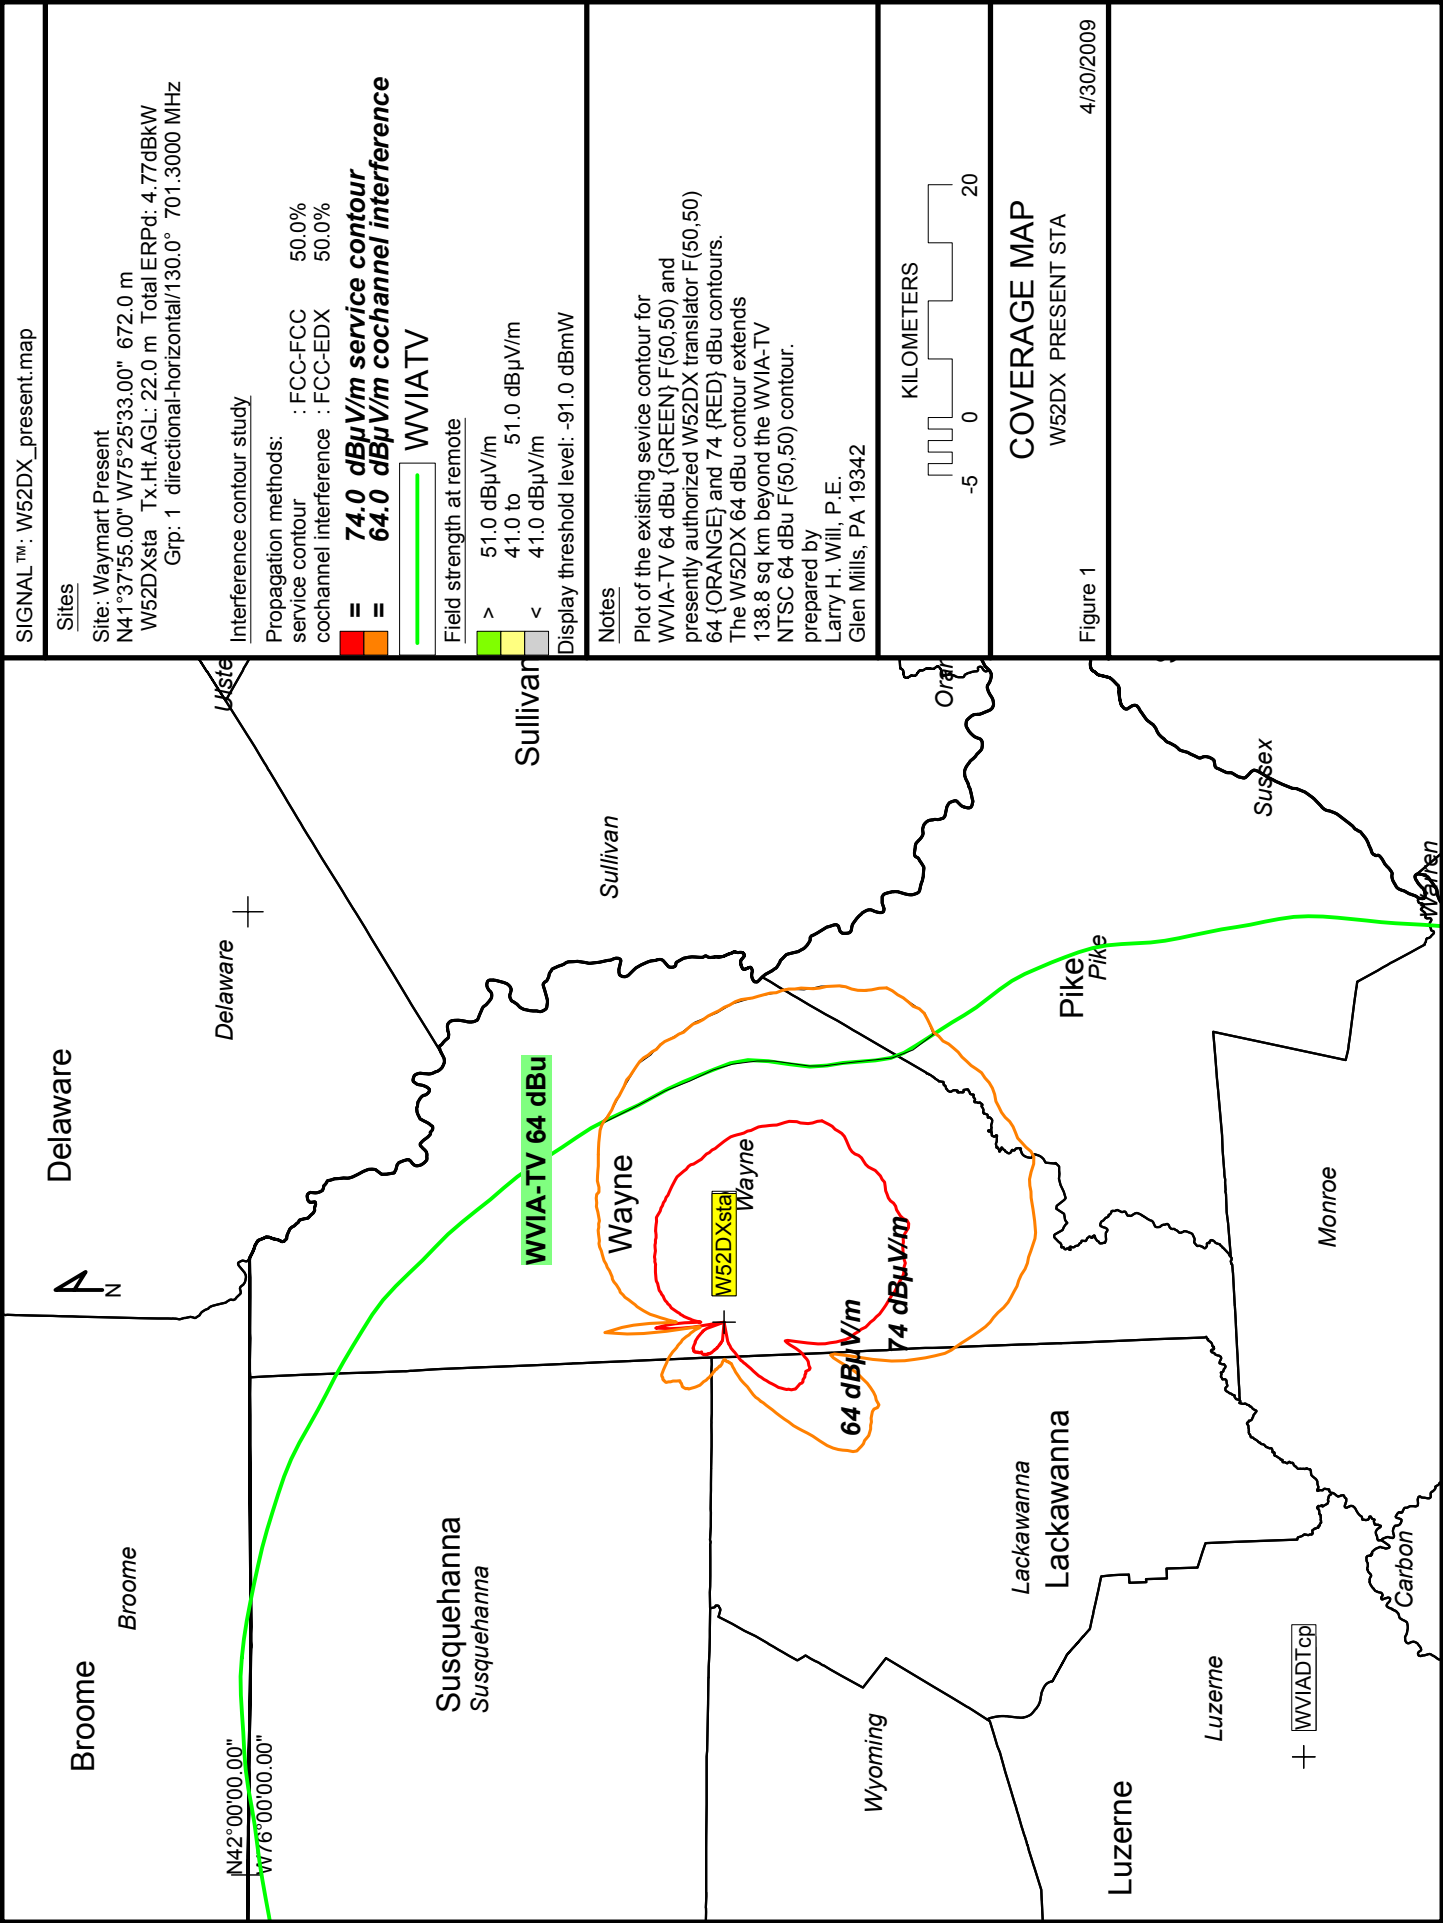 SIGNAL™: W52DX_present.map
Sites
Site: Waymart Present
N41°37'55.00" W75°25'33.00" 672.0 m
W52DXsta Tx.Ht.AGL: 22.0 m Total ERPd: 4.77dBkW
Grp: 1 directional-horizontal/130.0° 701.3000 MHz
Interference contour study
Propagation methods:
service contour : FCC-FCC 50.0%
cochannel interference : FCC-EDX 50.0%
= 74.0 dBµV/m service contour
= 64.0 dBµV/m cochannel interference
WVIATV
Field strength at remote
> 51.0 dBµV/m
41.0 to 51.0 dBµV/m
< 41.0 dBµV/m
Display threshold level: -91.0 dBmW
Notes
Plot of the existing sevice contour for
WVIA-TV 64 dBu {GREEN} F(50,50) and
presently authorized W52DX translator F(50,50)
64 {ORANGE} and 74 {RED} dBu contours.
The W52DX 64 dBu contour extends
138.8 sq km beyond the WVIA-TV
NTSC 64 dBu F(50,50) contour.
prepared by
Larry H. Will, P.E.
Glen Mills, PA 19342
KILOMETERS
-5 0 20
COVERAGE MAP
W52DX PRESENT STA
Figure 1 4/30/2009
Broome
Broome
Delaware
Delaware
N
N42°00'00.00"
W76°00'00.00"
Sullivan
Sullivan
WVIA-TV 64 dBu
Susquehanna
Susquehanna
Wayne
Wayne
W52DXsta
64 dBµV/m
74 dBµV/m
Wyoming
Lackawanna
Lackawanna
Pike
Pike
Sussex
Monroe
Luzerne
Luzerne
WVIADTcp
Carbon
Warren